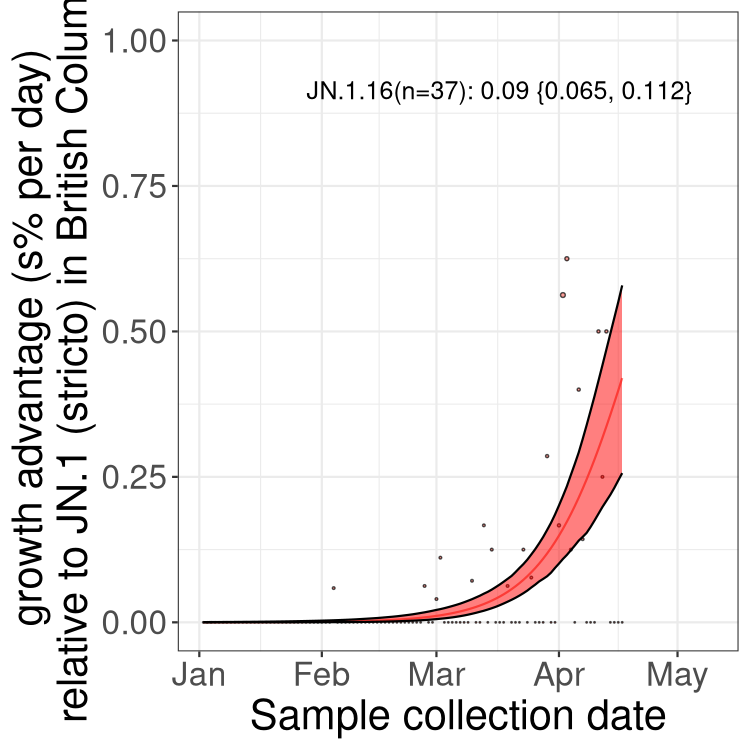 growth advantage (s% per day)
relative to JN.1 (stricto) in British Colum
1.00
0.75
0.50
0.25
0.00
JN.1.16(n=37): 0.09 {0.065, 0.112}
Jan Feb Mar Apr May
Sample collection date